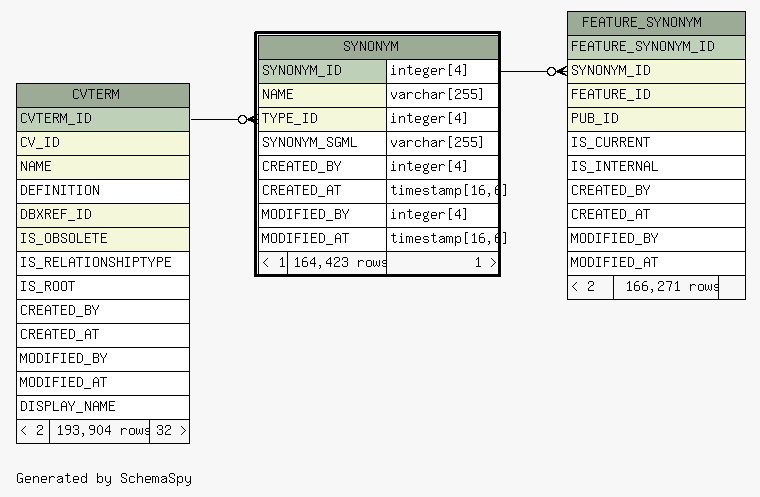 CVTERM
CVTERM_ID
CV_ID
NAME
DEFINITION
DBXREF_ID
IS_OBSOLETE
IS_RELATIONSHIPTYPE
IS_ROOT
CREATED_BY
CREATED_AT
MODIFIED_BY
MODIFIED_AT
DISPLAY_NAME
< 2 193,904 rows 32 >
SYNONYM
SYNONYM_ID integer[4]
NAME varchar[255]
TYPE_ID integer[4]
SYNONYM_SGML varchar[255]
CREATED_BY integer[4]
CREATED_AT timestamp[16,6]
MODIFIED_BY integer[4]
MODIFIED_AT timestamp[16,6]
< 1 164,423 rows 1 >
FEATURE_SYNONYM
FEATURE_SYNONYM_ID
SYNONYM_ID
FEATURE_ID
PUB_ID
IS_CURRENT
IS_INTERNAL
CREATED_BY
CREATED_AT
MODIFIED_BY
MODIFIED_AT
< 2 166,271 rows
Generated by SchemaSpy